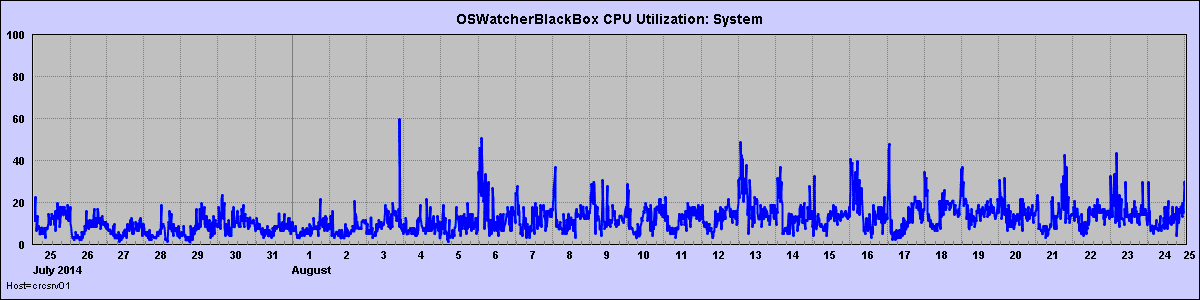 OSWatcherBlackBox CPU Utilization: System
100
80
60
40
20
0
25 26 27 28 29 30 31 1 2 3 4 5 6 7 8 9 10 11 12 13 14 15 16 17 18 19 20 21 22 23 24 25
July 2014 August
Host=crcsrv01